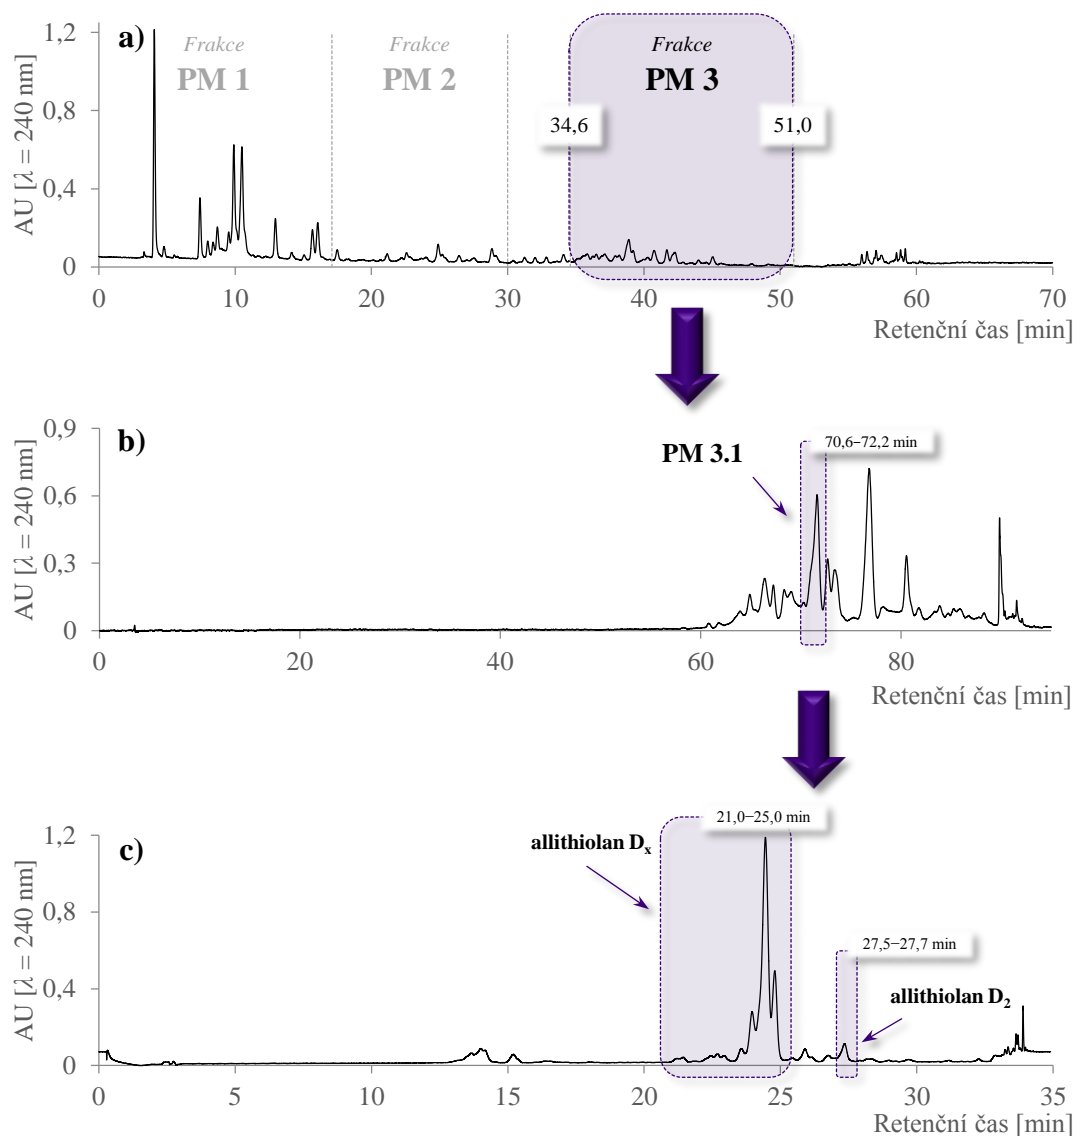 a)
Frakce
PM 1
Frakce
PM 2
Frakce
PM 3
34,6
51,0
AU [λ = 240 nm]
1,2
0,8
0,4
0
0 10 20 30 40 50 60 70
Retenční čas [min]
b)
PM 3.1
70,6–72,2 min
AU [λ = 240 nm]
0,9
0,6
0,3
0
0 20 40 60 80
Retenční čas [min]
c)
allithiolan Dx
21,0–25,0 min
27,5–27,7 min
allithiolan D2
AU [λ = 240 nm]
1,2
0,8
0,4
0
0 5 10 15 20 25 30 35
Retenční čas [min]